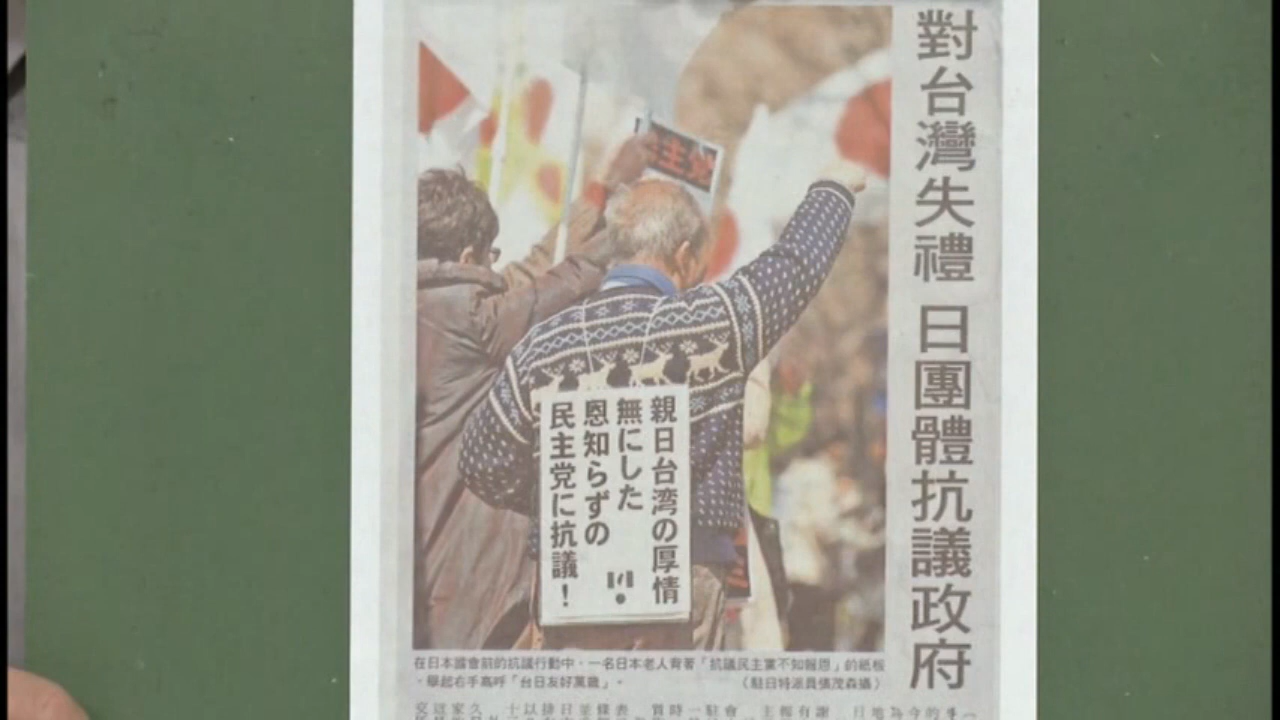 對台灣失禮 日團體抗議政府
主党
親日台湾の厚情
無にした
恩知らずの
民主党に抗議!
在日本國會前的抗議行動中,一名日本老人背著「抗議民主黨不知報恩」的紙板
,舉起右手高呼「台日友好萬歲」。 (駐日特派員張茂森攝)